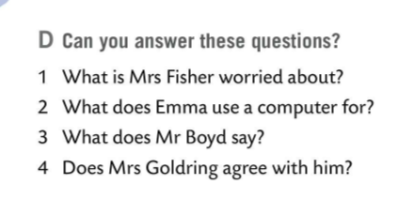 D Can you answer these questions?
1 What is Mrs Fisher worried about?
2 What does Emma use a computer for?
3 What does Mr Boyd say?
4 Does Mrs Goldring agree with him?